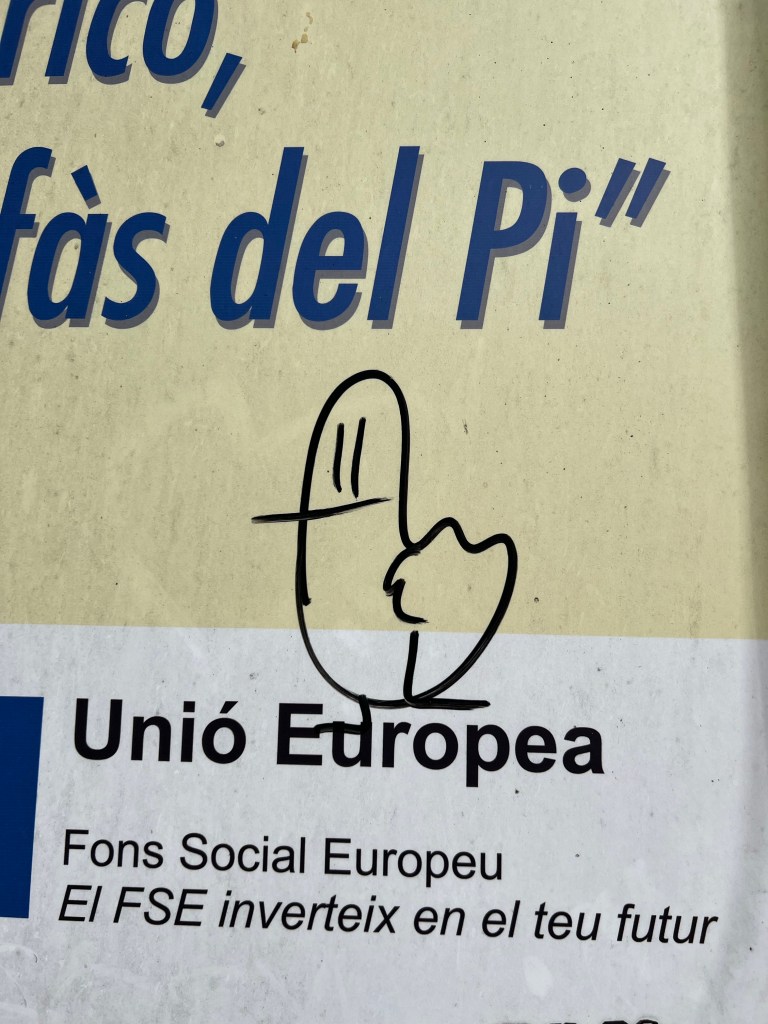 rico,
fàs del Pi”
Unió Europea
Fons Social Europeu
El FSE inverteix en el teu futur